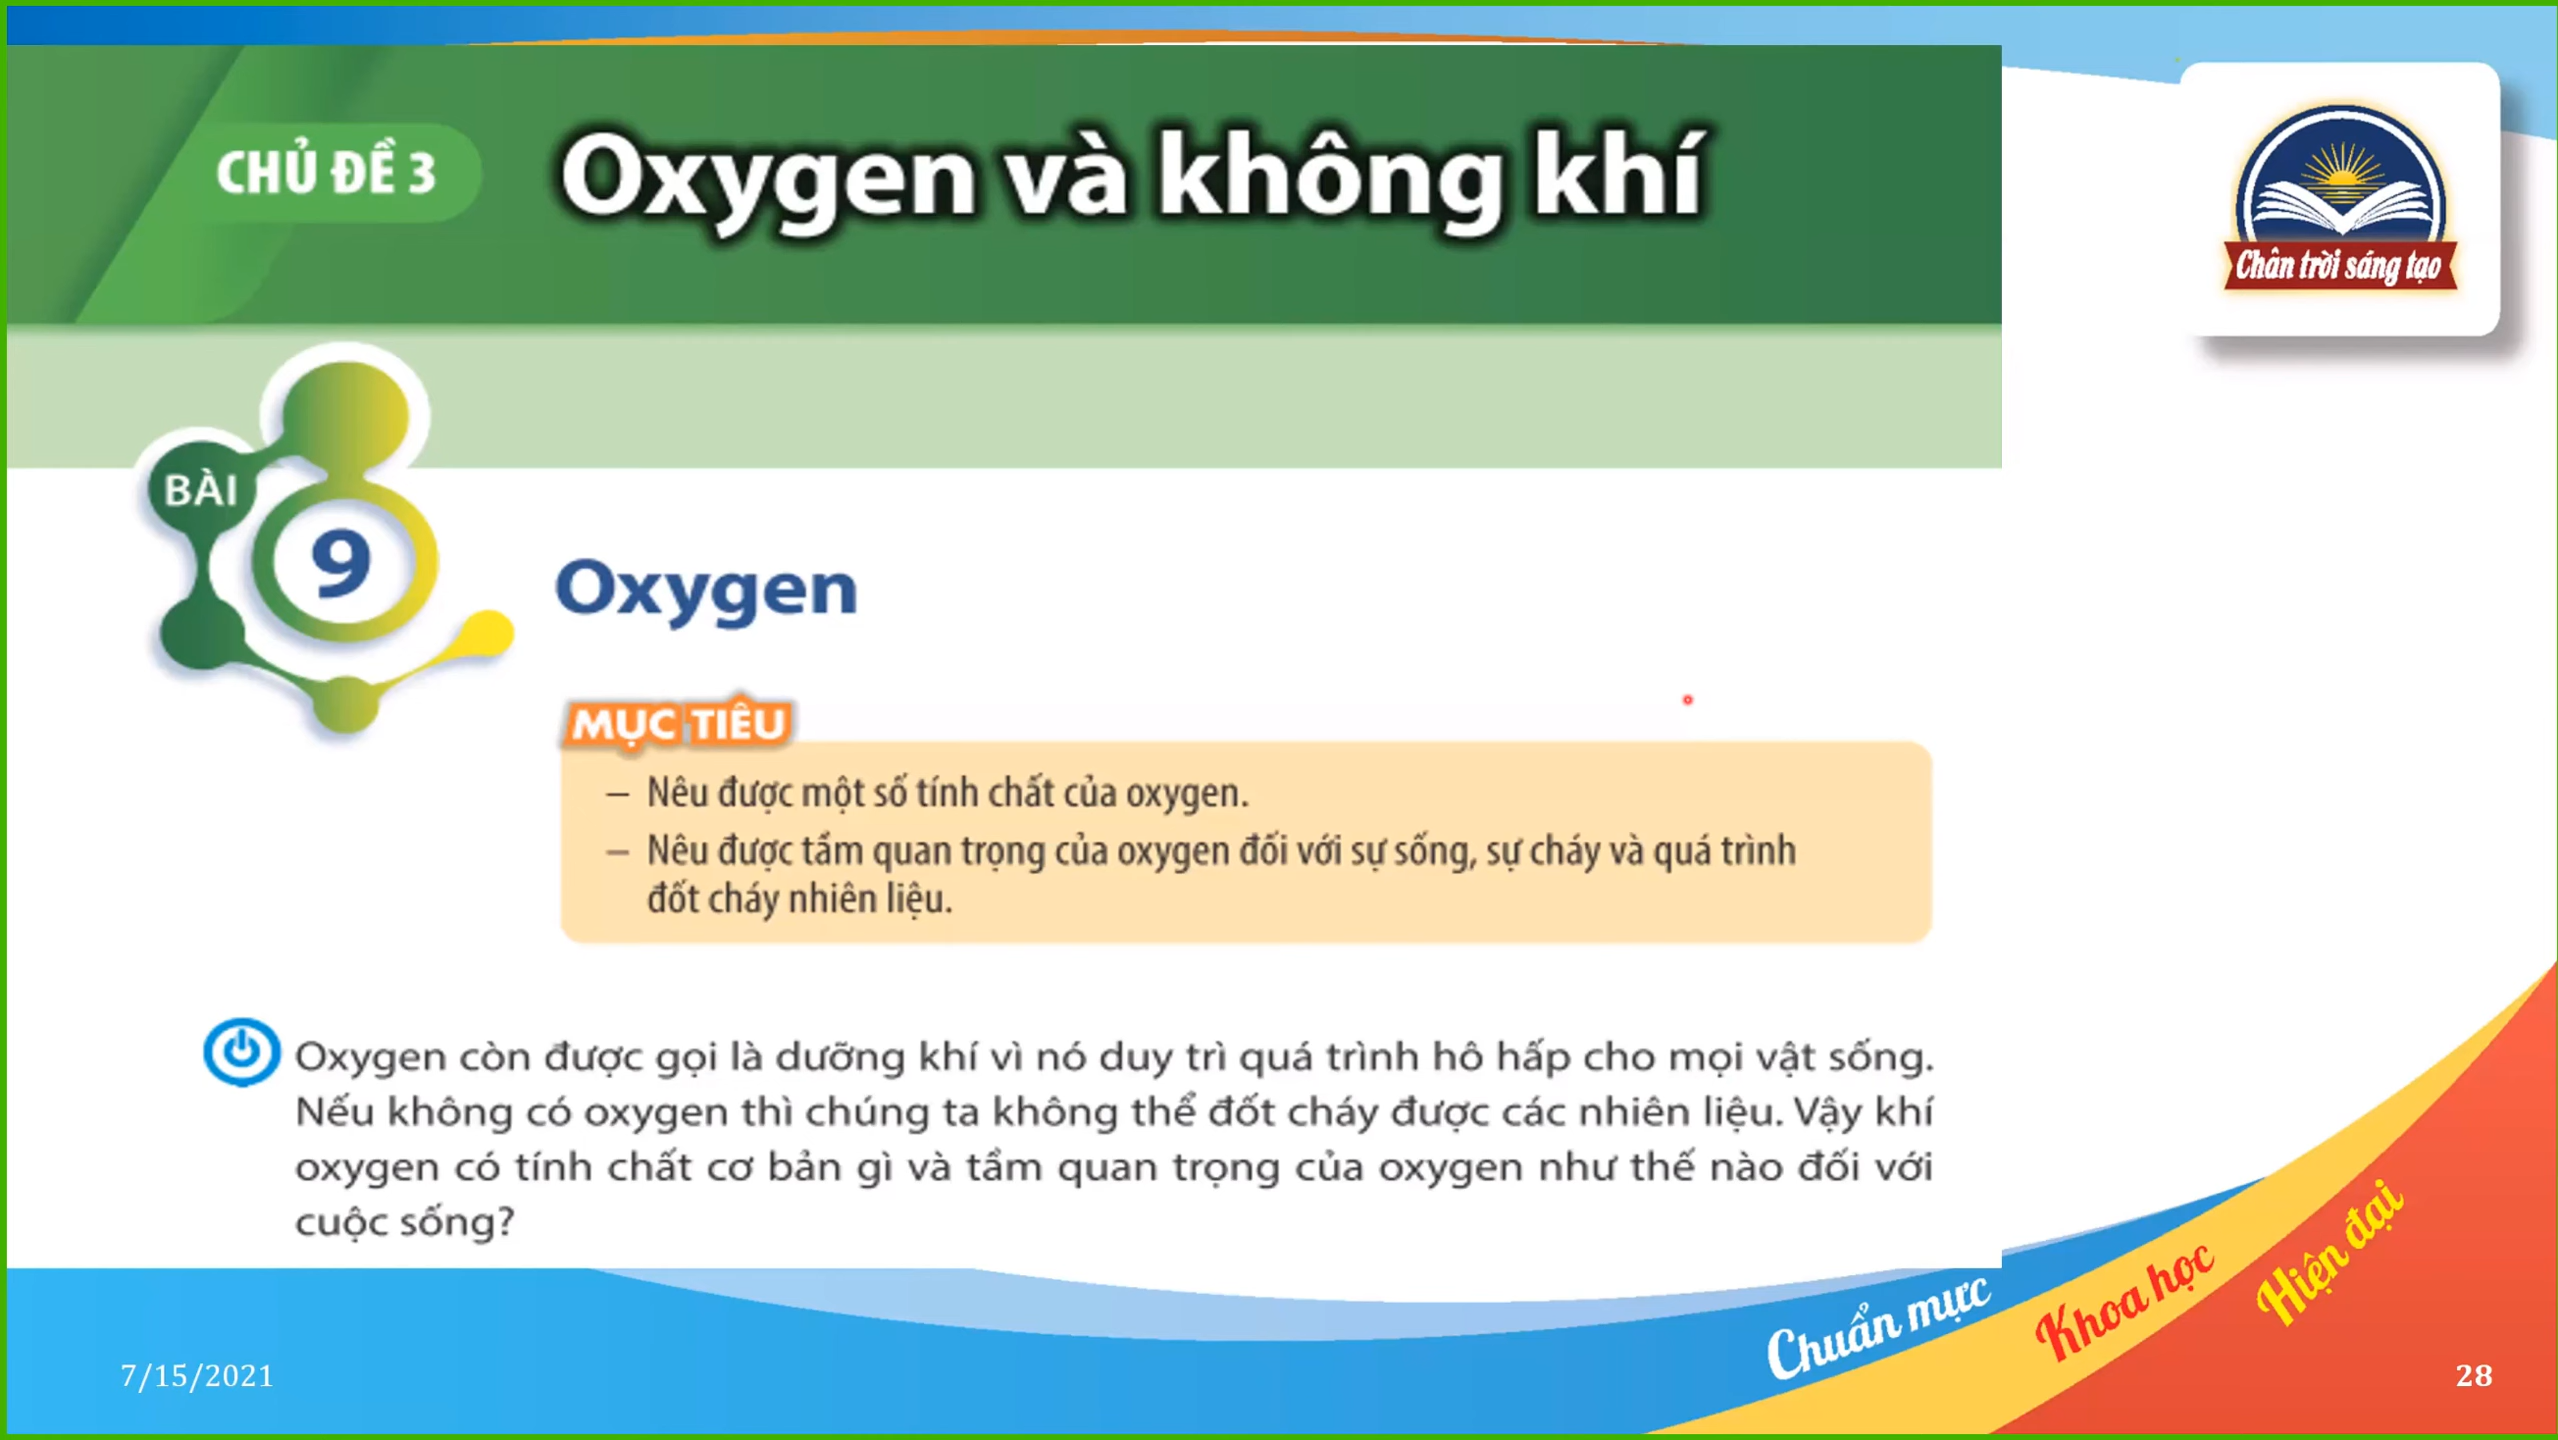 CHỦ ĐỀ 3
Oxygen và không khí
Chân trời sáng tạo
BÀI
9
Oxygen
MỤC TIÊU
– Nêu được một số tính chất của oxygen.
– Nêu được tầm quan trọng của oxygen đối với sự sống, sự cháy và quá trình
đốt cháy nhiên liệu.
Oxygen còn được gọi là dưỡng khí vì nó duy trì quá trình hô hấp cho mọi vật sống.
Nếu không có oxygen thì chúng ta không thể đốt cháy được các nhiên liệu. Vậy khí
oxygen có tính chất cơ bản gì và tầm quan trọng của oxygen như thế nào đối với
cuộc sống?
Chuẩn mực
Khoa học
Hiện đại
7/15/2021
28